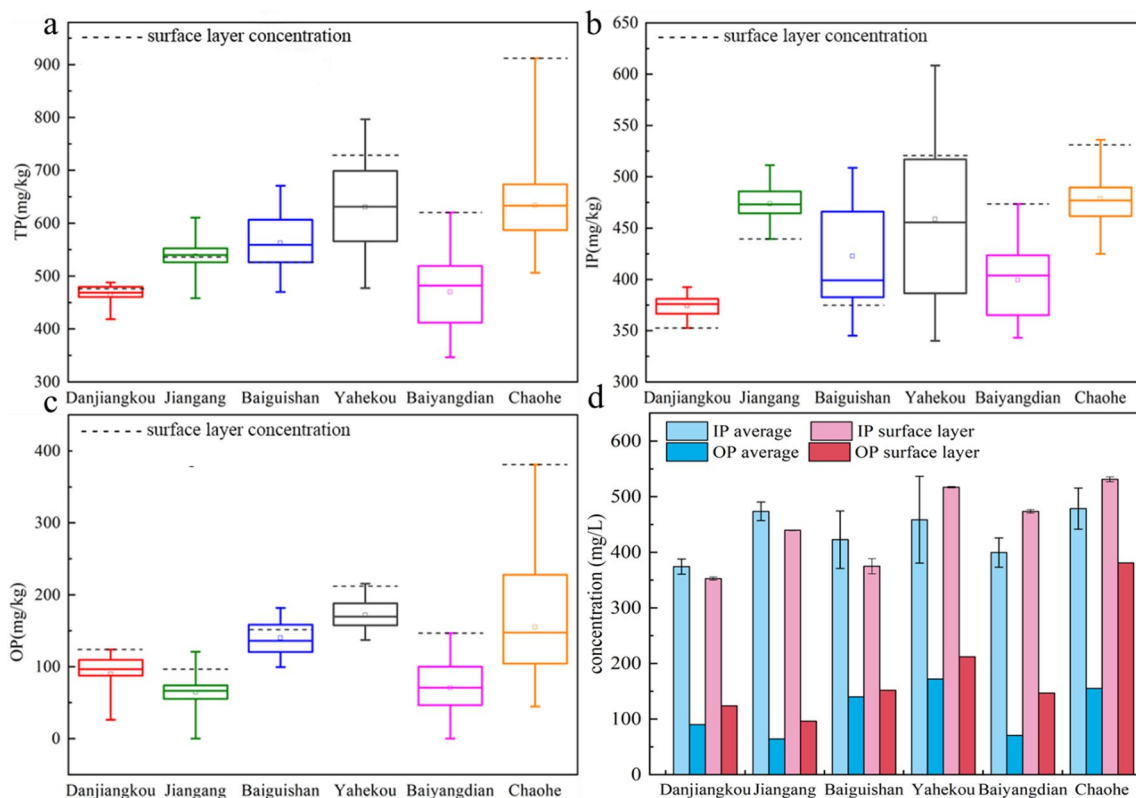 a
----- surface layer concentration
TP(mg/kg)
900
800
700
600
500
400
300
Danjiangkou Jiangang Baiguishan Yahekou Baiyangdian Chaohe
b
----- surface layer concentration
IP(mg/kg)
650
600
550
500
450
400
350
300
Danjiangkou Jiangang Baiguishan Yahekou Baiyangdian Chaohe
c
----- surface layer concentration
OP(mg/kg)
400
300
200
100
0
Danjiangkou Jiangang Baiguishan Yahekou Baiyangdian Chaohe
d
IP average IP surface layer
OP average OP surface layer
concentration (mg/L)
600
500
400
300
200
100
0
Danjiangkou Jiangang Baiguishan Yahekou Baiyangdian Chaohe